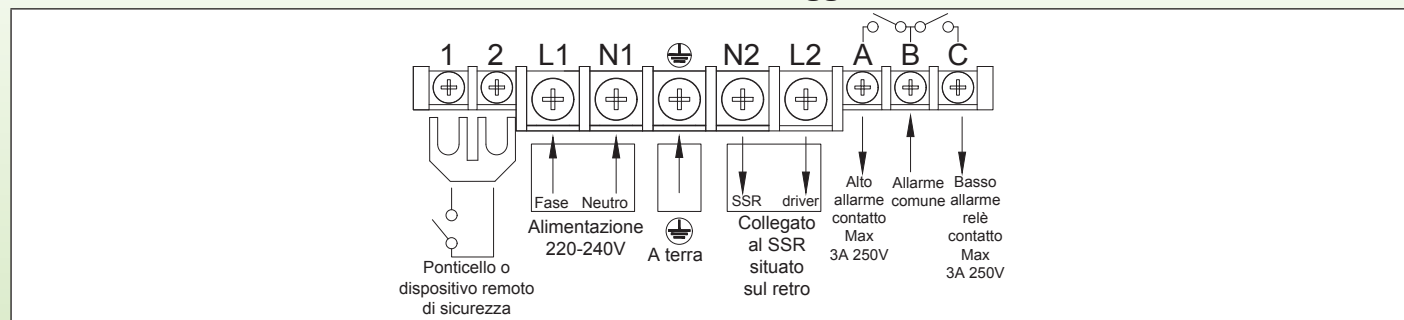 1 2 L1 N1 N2 L2 A B C
Fase Neutro
Alimentazione
220-240V
A terra
SSR driver
Collegato
al SSR
situato
sul retro
Alto
allarme
contatto
Max
3A 250V
Allarme
comune
Basso
allarme
relè
contatto
Max
3A 250V
Ponticello o
dispositivo remoto
di sicurezza